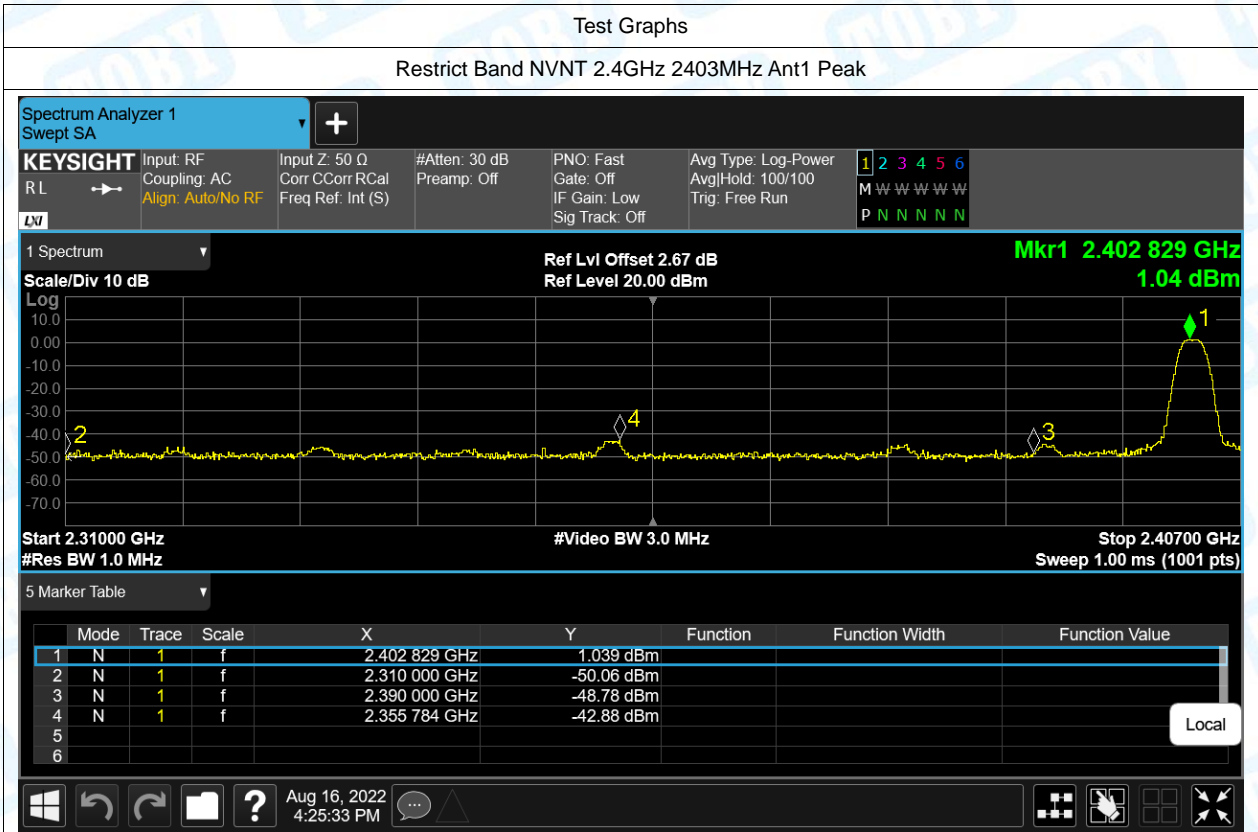 Test Graphs
Restrict Band NVNT 2.4GHz 2403MHz Ant1 Peak
Spectrum Analyzer 1
Swept SA
KEYSIGHT
R L
LXI
Input: RF
Coupling: AC
Align: Auto/No RF
Input Z: 50 Ω
Corr CCorr RCal
Freq Ref: Int (S)
#Atten: 30 dB
Preamp: Off
PNO: Fast
Gate: Off
IF Gain: Low
Sig Track: Off
Avg Type: Log-Power
Avg|Hold: 100/100
Trig: Free Run
1 2 3 4 5 6
M W W W W W
P N N N N N
1 Spectrum
Scale/Div 10 dB
Ref Lvl Offset 2.67 dB
Ref Level 20.00 dBm
Mkr1 2.402 829 GHz
1.04 dBm
Log
10.0
0.00
-10.0
-20.0
-30.0
-40.0
-50.0
-60.0
-70.0
1
2
3
4
Start 2.31000 GHz
#Video BW 3.0 MHz
Stop 2.40700 GHz
#Res BW 1.0 MHz
Sweep 1.00 ms (1001 pts)
5 Marker Table
Mode Trace Scale X Y Function Function Width Function Value
1 N 1 f 2.402 829 GHz 1.039 dBm
2 N 1 f 2.310 000 GHz -50.06 dBm
3 N 1 f 2.390 000 GHz -48.78 dBm
4 N 1 f 2.355 784 GHz -42.88 dBm
5
6
Local
?
Aug 16, 2022
4:25:33 PM
TOBY